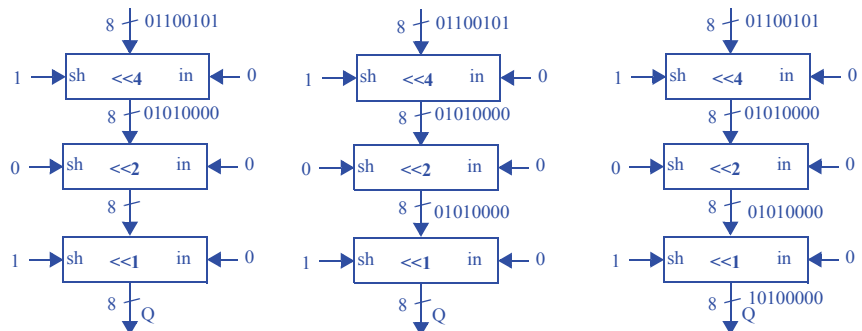 8 01100101 8 01100101 8 01100101
1 sh <<4 in 0 1 sh <<4 in 0 1 sh <<4 in 0
8 01010000 8 01010000 8 01010000
0 sh <<2 in 0 0 sh <<2 in 0 0 sh <<2 in 0
8 8 01010000 8 01010000
1 sh <<1 in 0 1 sh <<1 in 0 1 sh <<1 in 0
8 Q 8 Q 8 10100000 Q